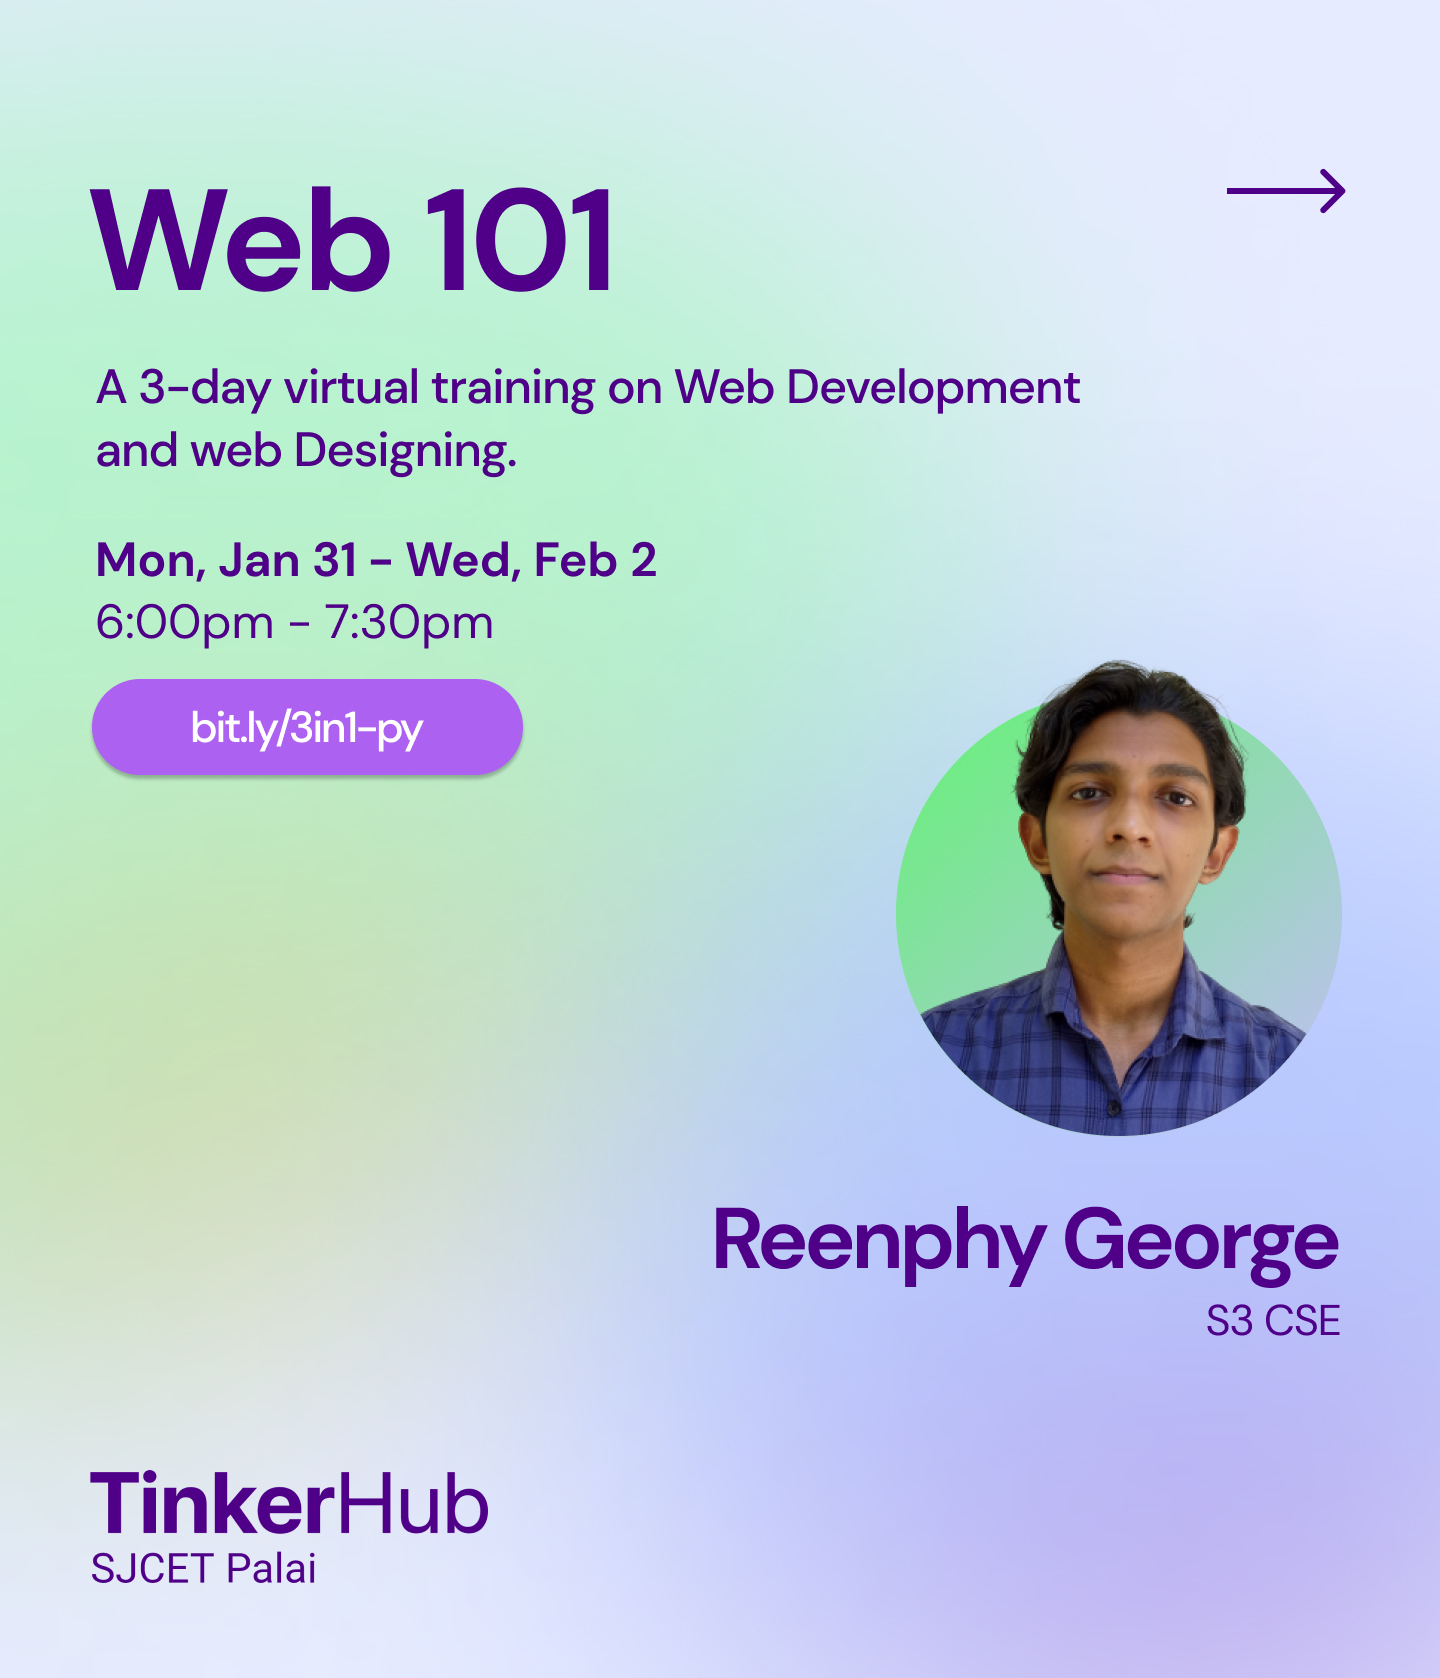 Web 101
A 3-day virtual training on Web Development
and web Designing.
Mon, Jan 31 - Wed, Feb 2
6:00pm - 7:30pm
bit.ly/3in1-py
Reenphy George
S3 CSE
TinkerHub
SJCET Palai